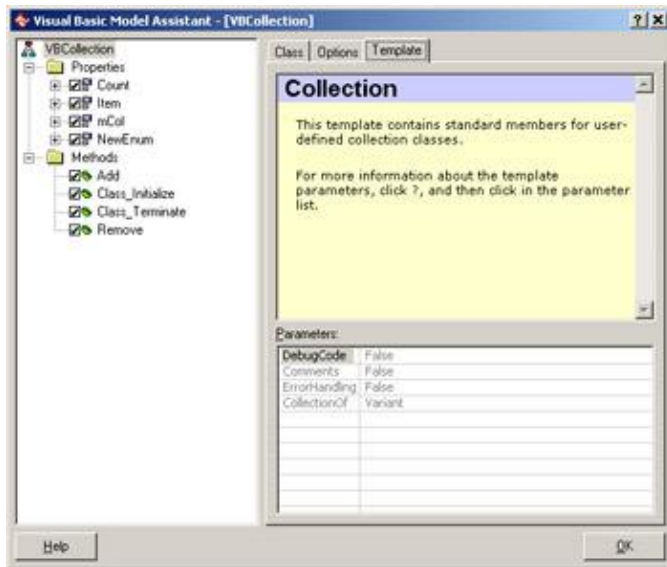 Visual Basic Model Assistant - [VBCollection]
VBCollection
Properties
Count
Item
mCol
NewEnum
Methods
Add
Class_Initialize
Class_Terminate
Remove
Class Options Template
Collection
This template contains standard members for user-
defined collection classes.
For more information about the template
parameters, click ?, and then click in the parameter
list.
Parameters:
DebugCode False
Comments False
ErrorHandling False
CollectionOf Variant
Help
OK